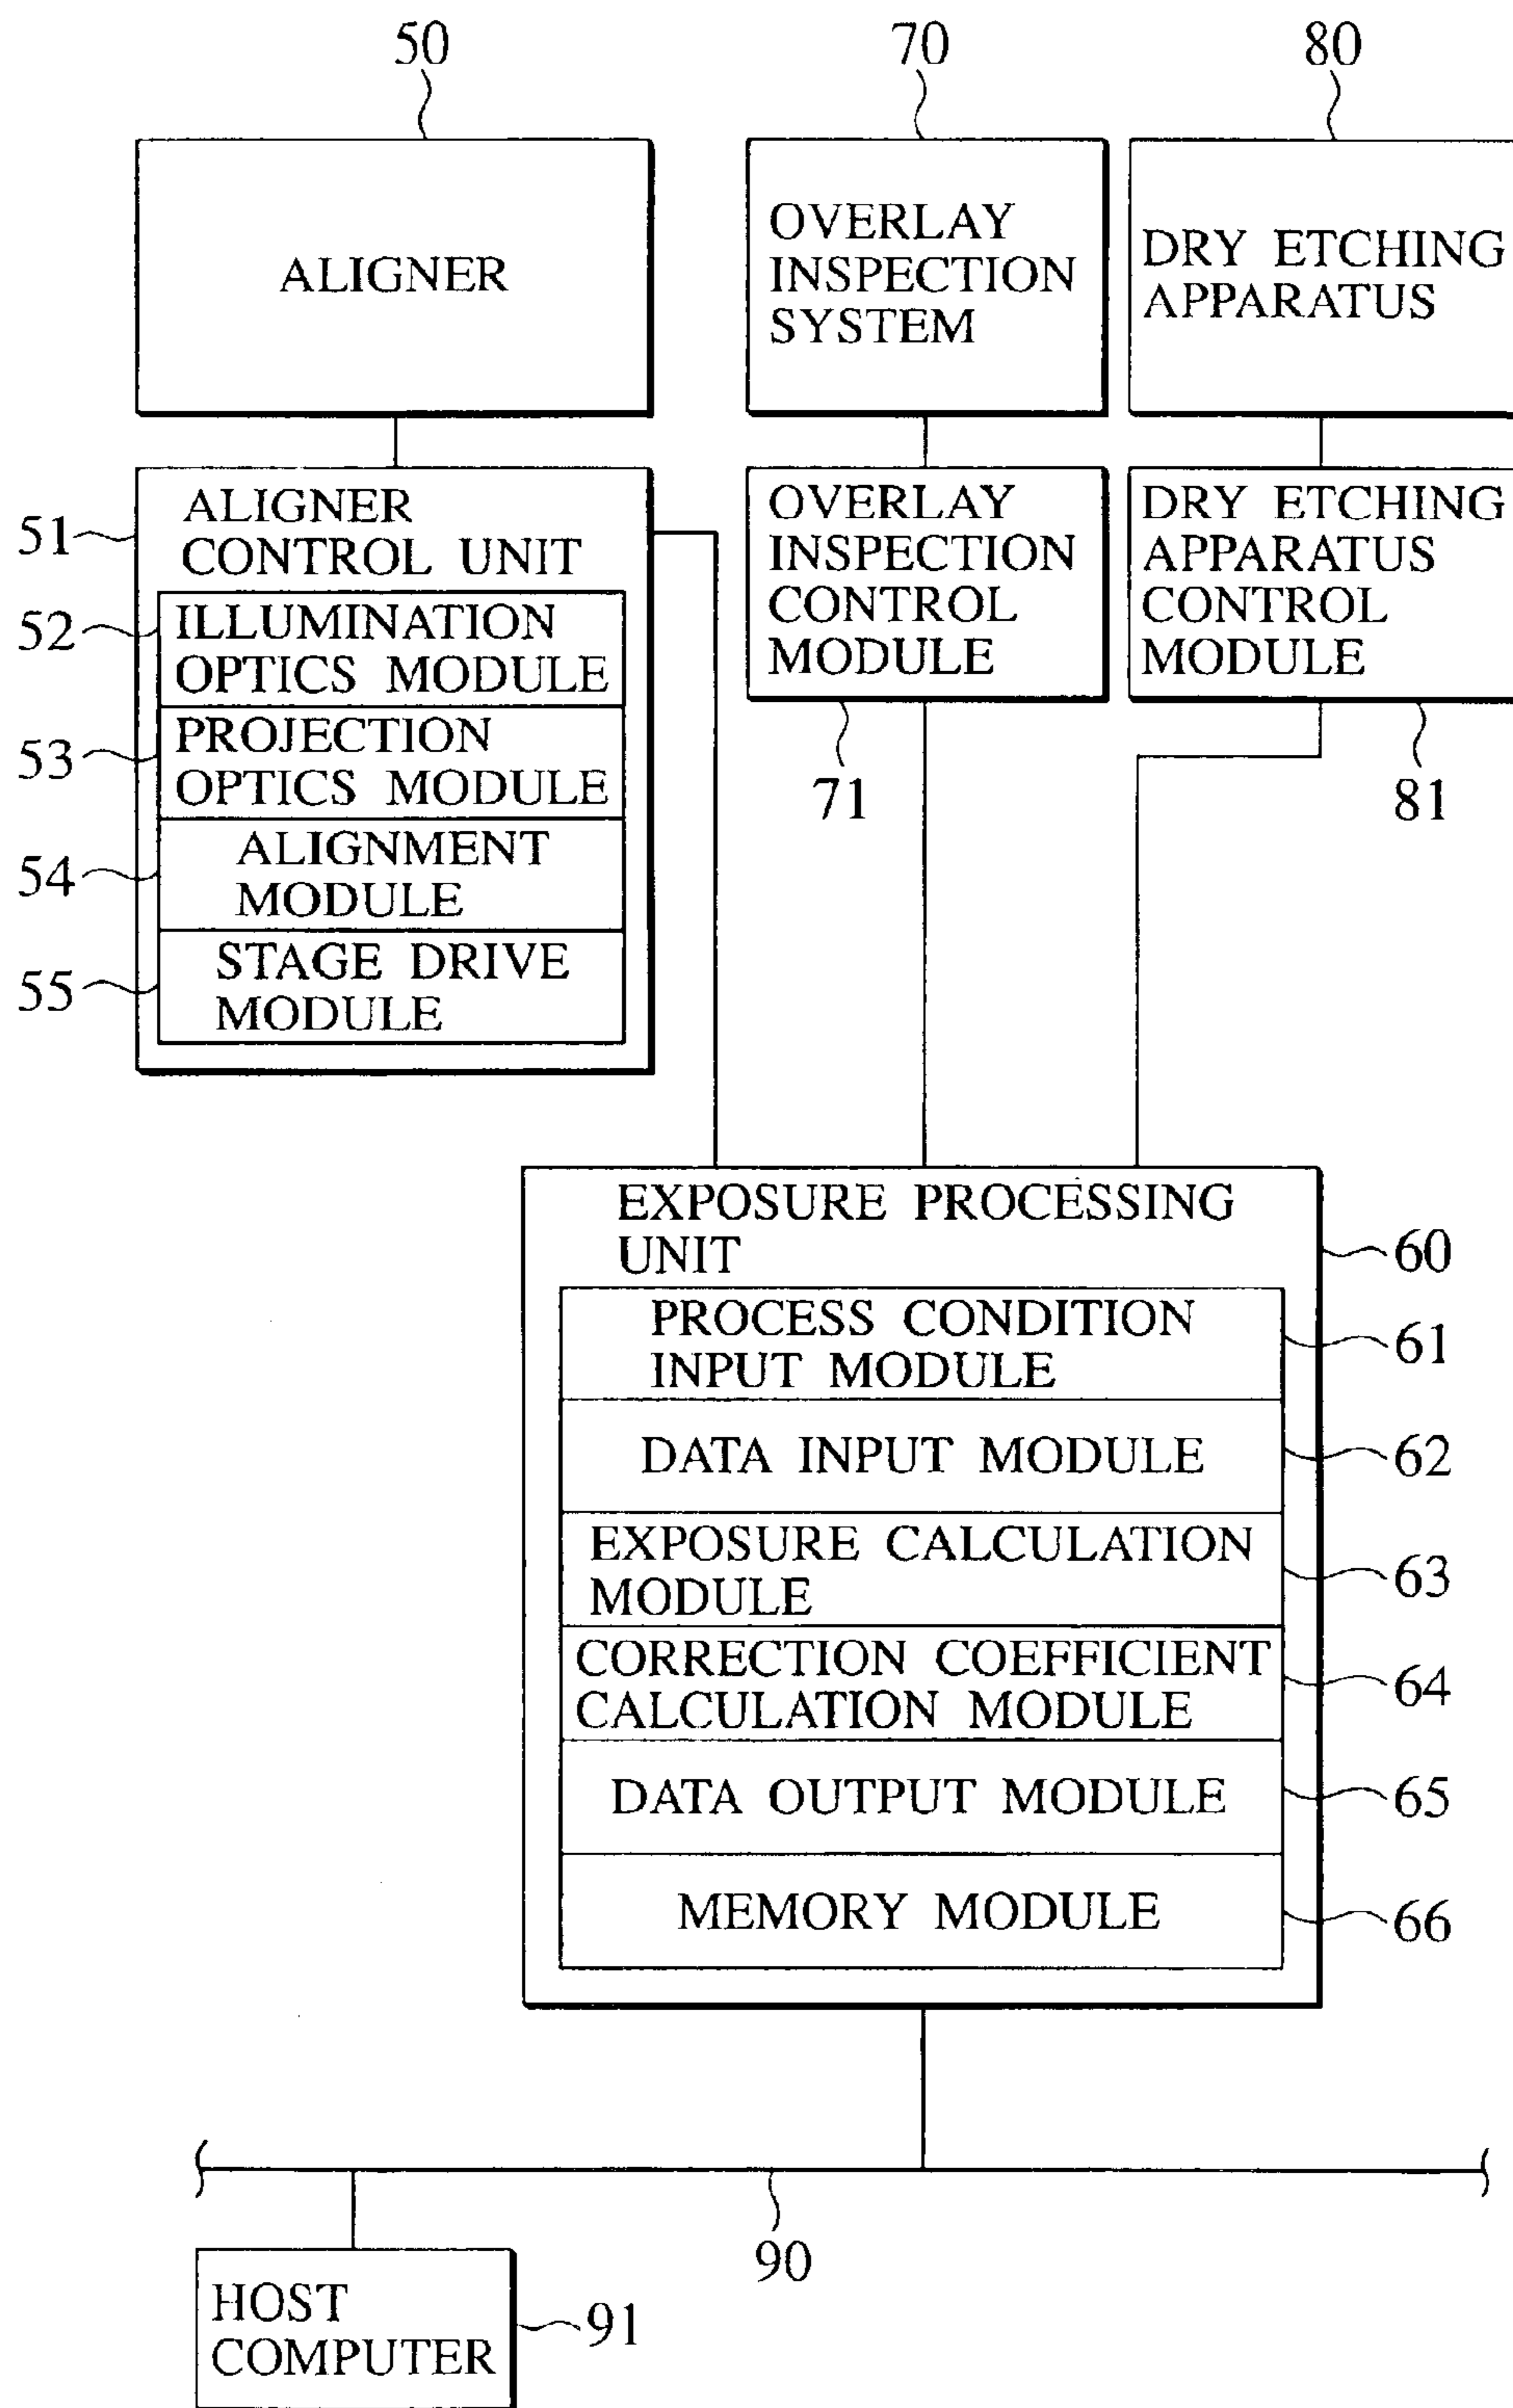 50
70
80
ALIGNER
OVERLAY
INSPECTION
SYSTEM
DRY ETCHING
APPARATUS
51
ALIGNER
CONTROL UNIT
52
ILLUMINATION
OPTICS MODULE
53
PROJECTION
OPTICS MODULE
54
ALIGNMENT
MODULE
55
STAGE DRIVE
MODULE
OVERLAY
INSPECTION
CONTROL
MODULE
71
DRY ETCHING
APPARATUS
CONTROL
MODULE
81
EXPOSURE PROCESSING
UNIT
60
PROCESS CONDITION
INPUT MODULE
61
DATA INPUT MODULE
62
EXPOSURE CALCULATION
MODULE
63
CORRECTION COEFFICIENT
CALCULATION MODULE
64
DATA OUTPUT MODULE
65
MEMORY MODULE
66
90
HOST
COMPUTER
91